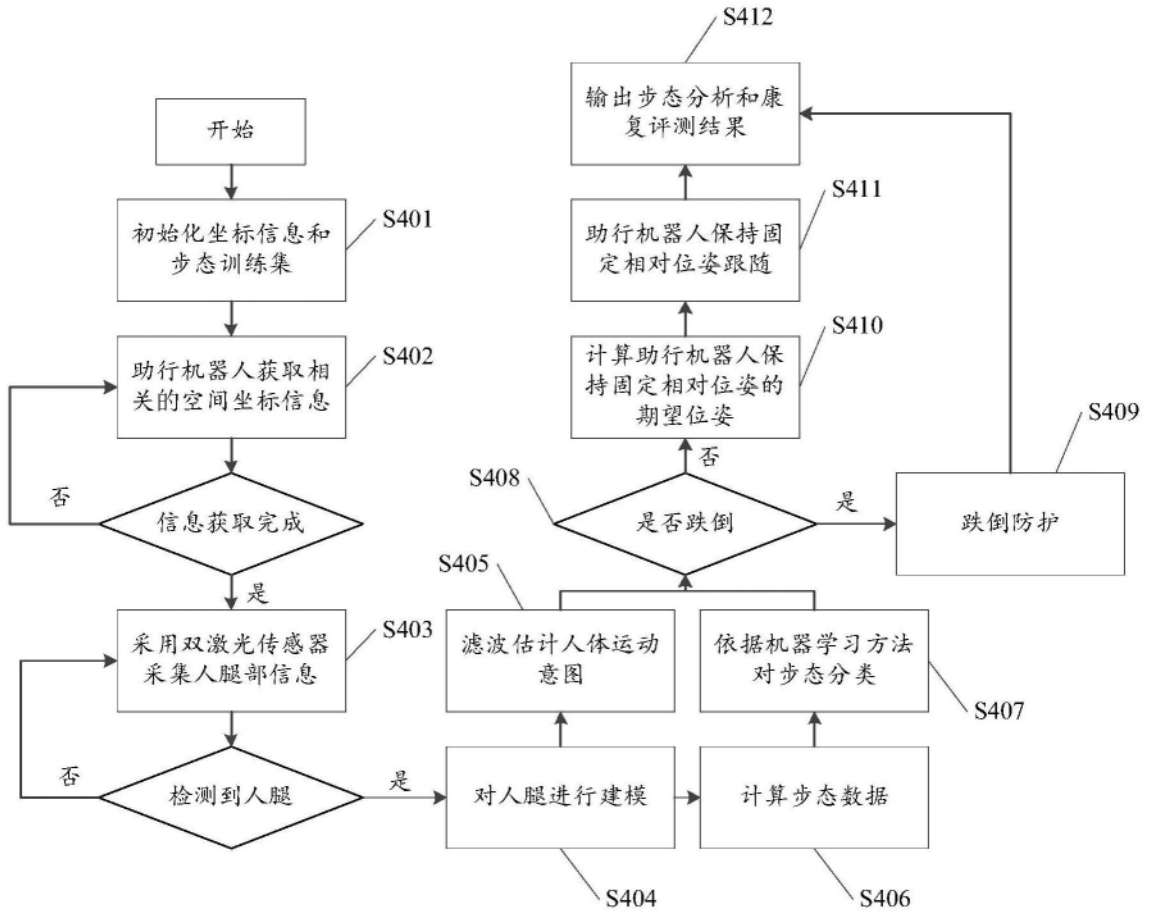 开始
初始化坐标信息和
步态训练集
S401
助行机器人获取相
关的空间坐标信息
S402
否
信息获取完成
是
采用双激光传感器
采集人腿部信息
S403
否
检测到人腿
是
对人腿进行建模
S404
滤波估计人体运动
意图
S405
计算步态数据
S406
依据机器学习方法
对步态分类
S407
S408
是否跌倒
是
跌倒防护
S409
否
计算助行机器人保
持固定相对位姿的
期望位姿
S410
助行机器人保持固
定相对位姿跟随
S411
输出步态分析和康
复评测结果
S412